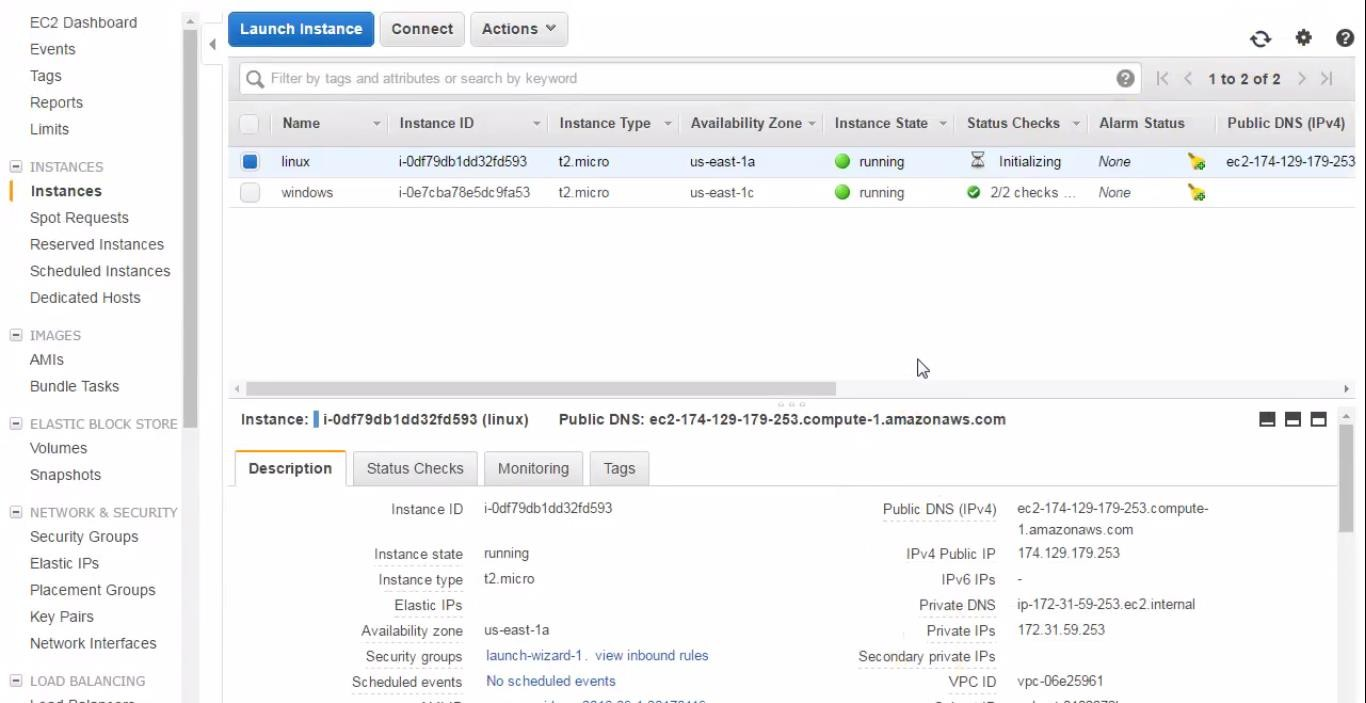 EC2 Dashboard
Events
Tags
Reports
Limits
INSTANCES
Instances
Spot Requests
Reserved Instances
Scheduled Instances
Dedicated Hosts
IMAGES
AMIs
Bundle Tasks
ELASTIC BLOCK STORE
Volumes
Snapshots
NETWORK & SECURITY
Security Groups
Elastic IPs
Placement Groups
Key Pairs
Network Interfaces
LOAD BALANCING
Load Balancers
Launch Instance Connect Actions
Filter by tags and attributes or search by keyword 1 to 2 of 2
Name Instance ID Instance Type Availability Zone Instance State Status Checks Alarm Status Public DNS (IPv4)
linux i-0df79db1dd32fd593 t2.micro us-east-1a running Initializing None ec2-174-129-179-253
windows i-0e7cba78e5dc9fa53 t2.micro us-east-1c running 2/2 checks ... None
Instance: i-0df79db1dd32fd593 (linux) Public DNS: ec2-174-129-179-253.compute-1.amazonaws.com
Description Status Checks Monitoring Tags
Instance ID i-0df79db1dd32fd593 Public DNS (IPv4) ec2-174-129-179-253.compute-
1.amazonaws.com
Instance state running IPv4 Public IP 174.129.179.253
Instance type t2.micro IPv6 IPs -
Elastic IPs Private DNS ip-172-31-59-253.ec2.internal
Availability zone us-east-1a Private IPs 172.31.59.253
Security groups launch-wizard-1. view inbound rules Secondary private IPs
Scheduled events No scheduled events VPC ID vpc-06e25961